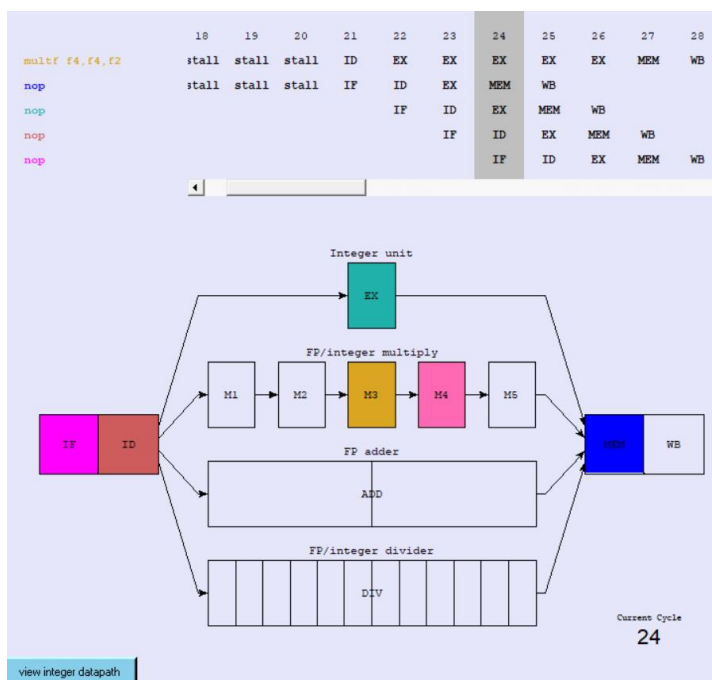 18 19 20 21 22 23 24 25 26 27 28
multf f4,f4,f2 stall stall stall ID EX EX EX EX EX MEM WB
nop stall stall stall IF ID EX MEM WB
nop IF ID EX MEM WB
nop IF ID EX MEM WB
nop IF ID EX MEM WB
Integer unit
EX
FP/integer multiply
M1 M2 M3 M4 M5
IF ID MEM WB
FP adder
ADD
FP/integer divider
DIV
Current Cycle
24
view integer datapath